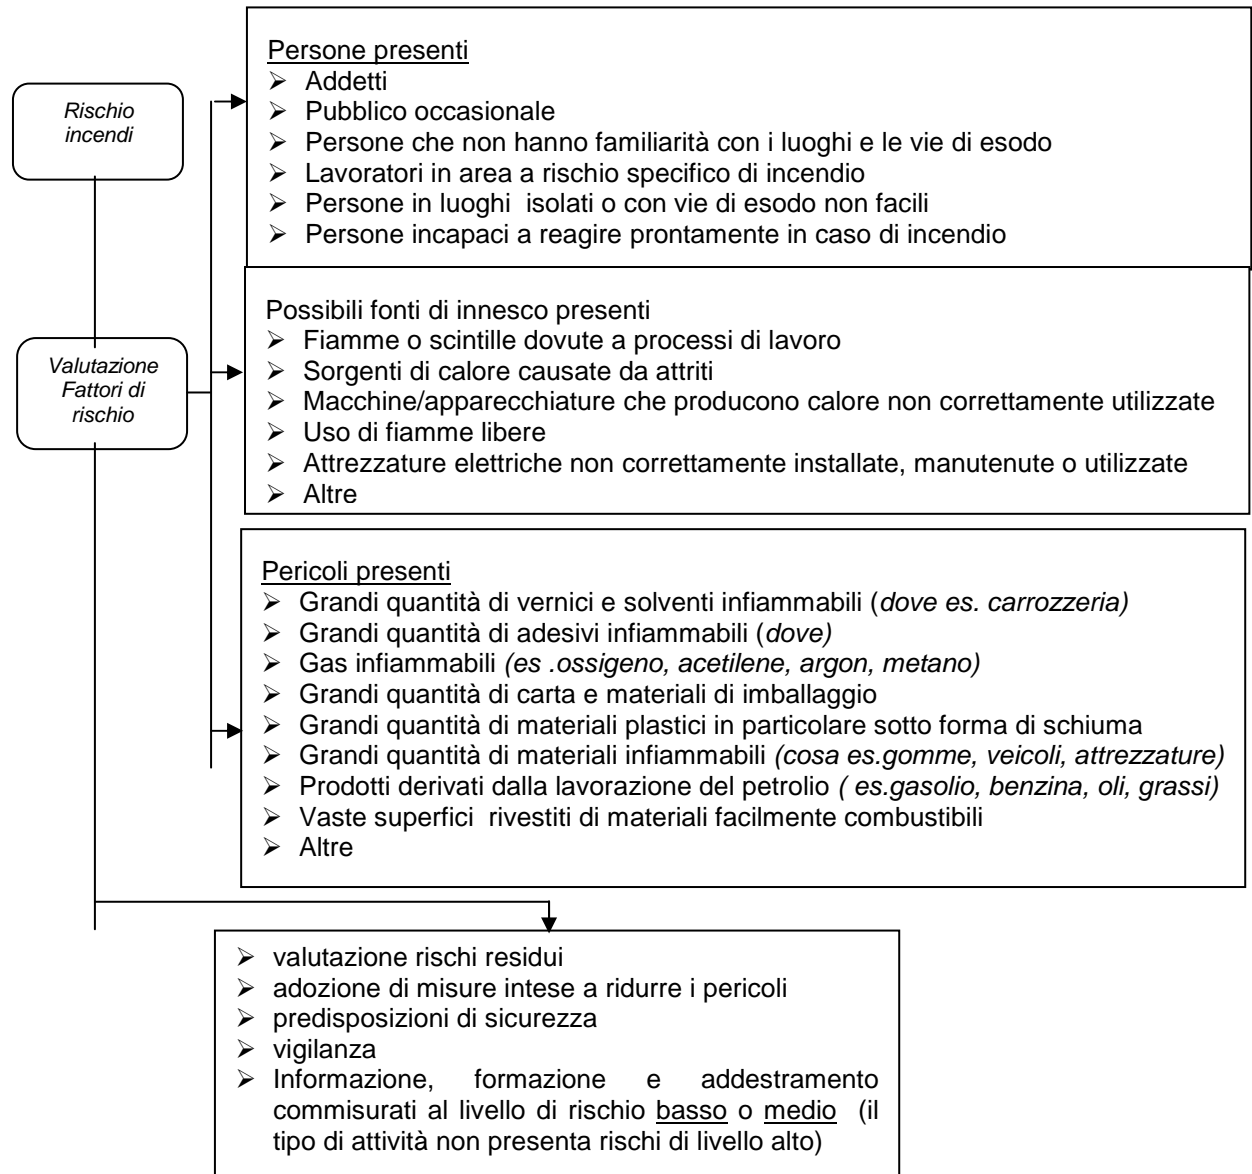 Rischio
incendi
Persone presenti
➢ Addetti
➢ Pubblico occasionale
➢ Persone che non hanno familiarità con i luoghi e le vie di esodo
➢ Lavoratori in area a rischio specifico di incendio
➢ Persone in luoghi isolati o con vie di esodo non facili
➢ Persone incapaci a reagire prontamente in caso di incendio
Valutazione
Fattori di
rischio
Possibili fonti di innesco presenti
➢ Fiamme o scintille dovute a processi di lavoro
➢ Sorgenti di calore causate da attriti
➢ Macchine/apparecchiature che producono calore non correttamente utilizzate
➢ Uso di fiamme libere
➢ Attrezzature elettriche non correttamente installate, manutenute o utilizzate
➢ Altre
Pericoli presenti
➢ Grandi quantità di vernici e solventi infiammabili (dove es. carrozzeria)
➢ Grandi quantità di adesivi infiammabili (dove)
➢ Gas infiammabili (es .ossigeno, acetilene, argon, metano)
➢ Grandi quantità di carta e materiali di imballaggio
➢ Grandi quantità di materiali plastici in particolare sotto forma di schiuma
➢ Grandi quantità di materiali infiammabili (cosa es.gomme, veicoli, attrezzature)
➢ Prodotti derivati dalla lavorazione del petrolio ( es.gasolio, benzina, oli, grassi)
➢ Vaste superfici rivestiti di materiali facilmente combustibili
➢ Altre
➢ valutazione rischi residui
➢ adozione di misure intese a ridurre i pericoli
➢ predisposizioni di sicurezza
➢ vigilanza
➢ Informazione, formazione e addestramento
commisurati al livello di rischio basso o medio (il
tipo di attività non presenta rischi di livello alto)